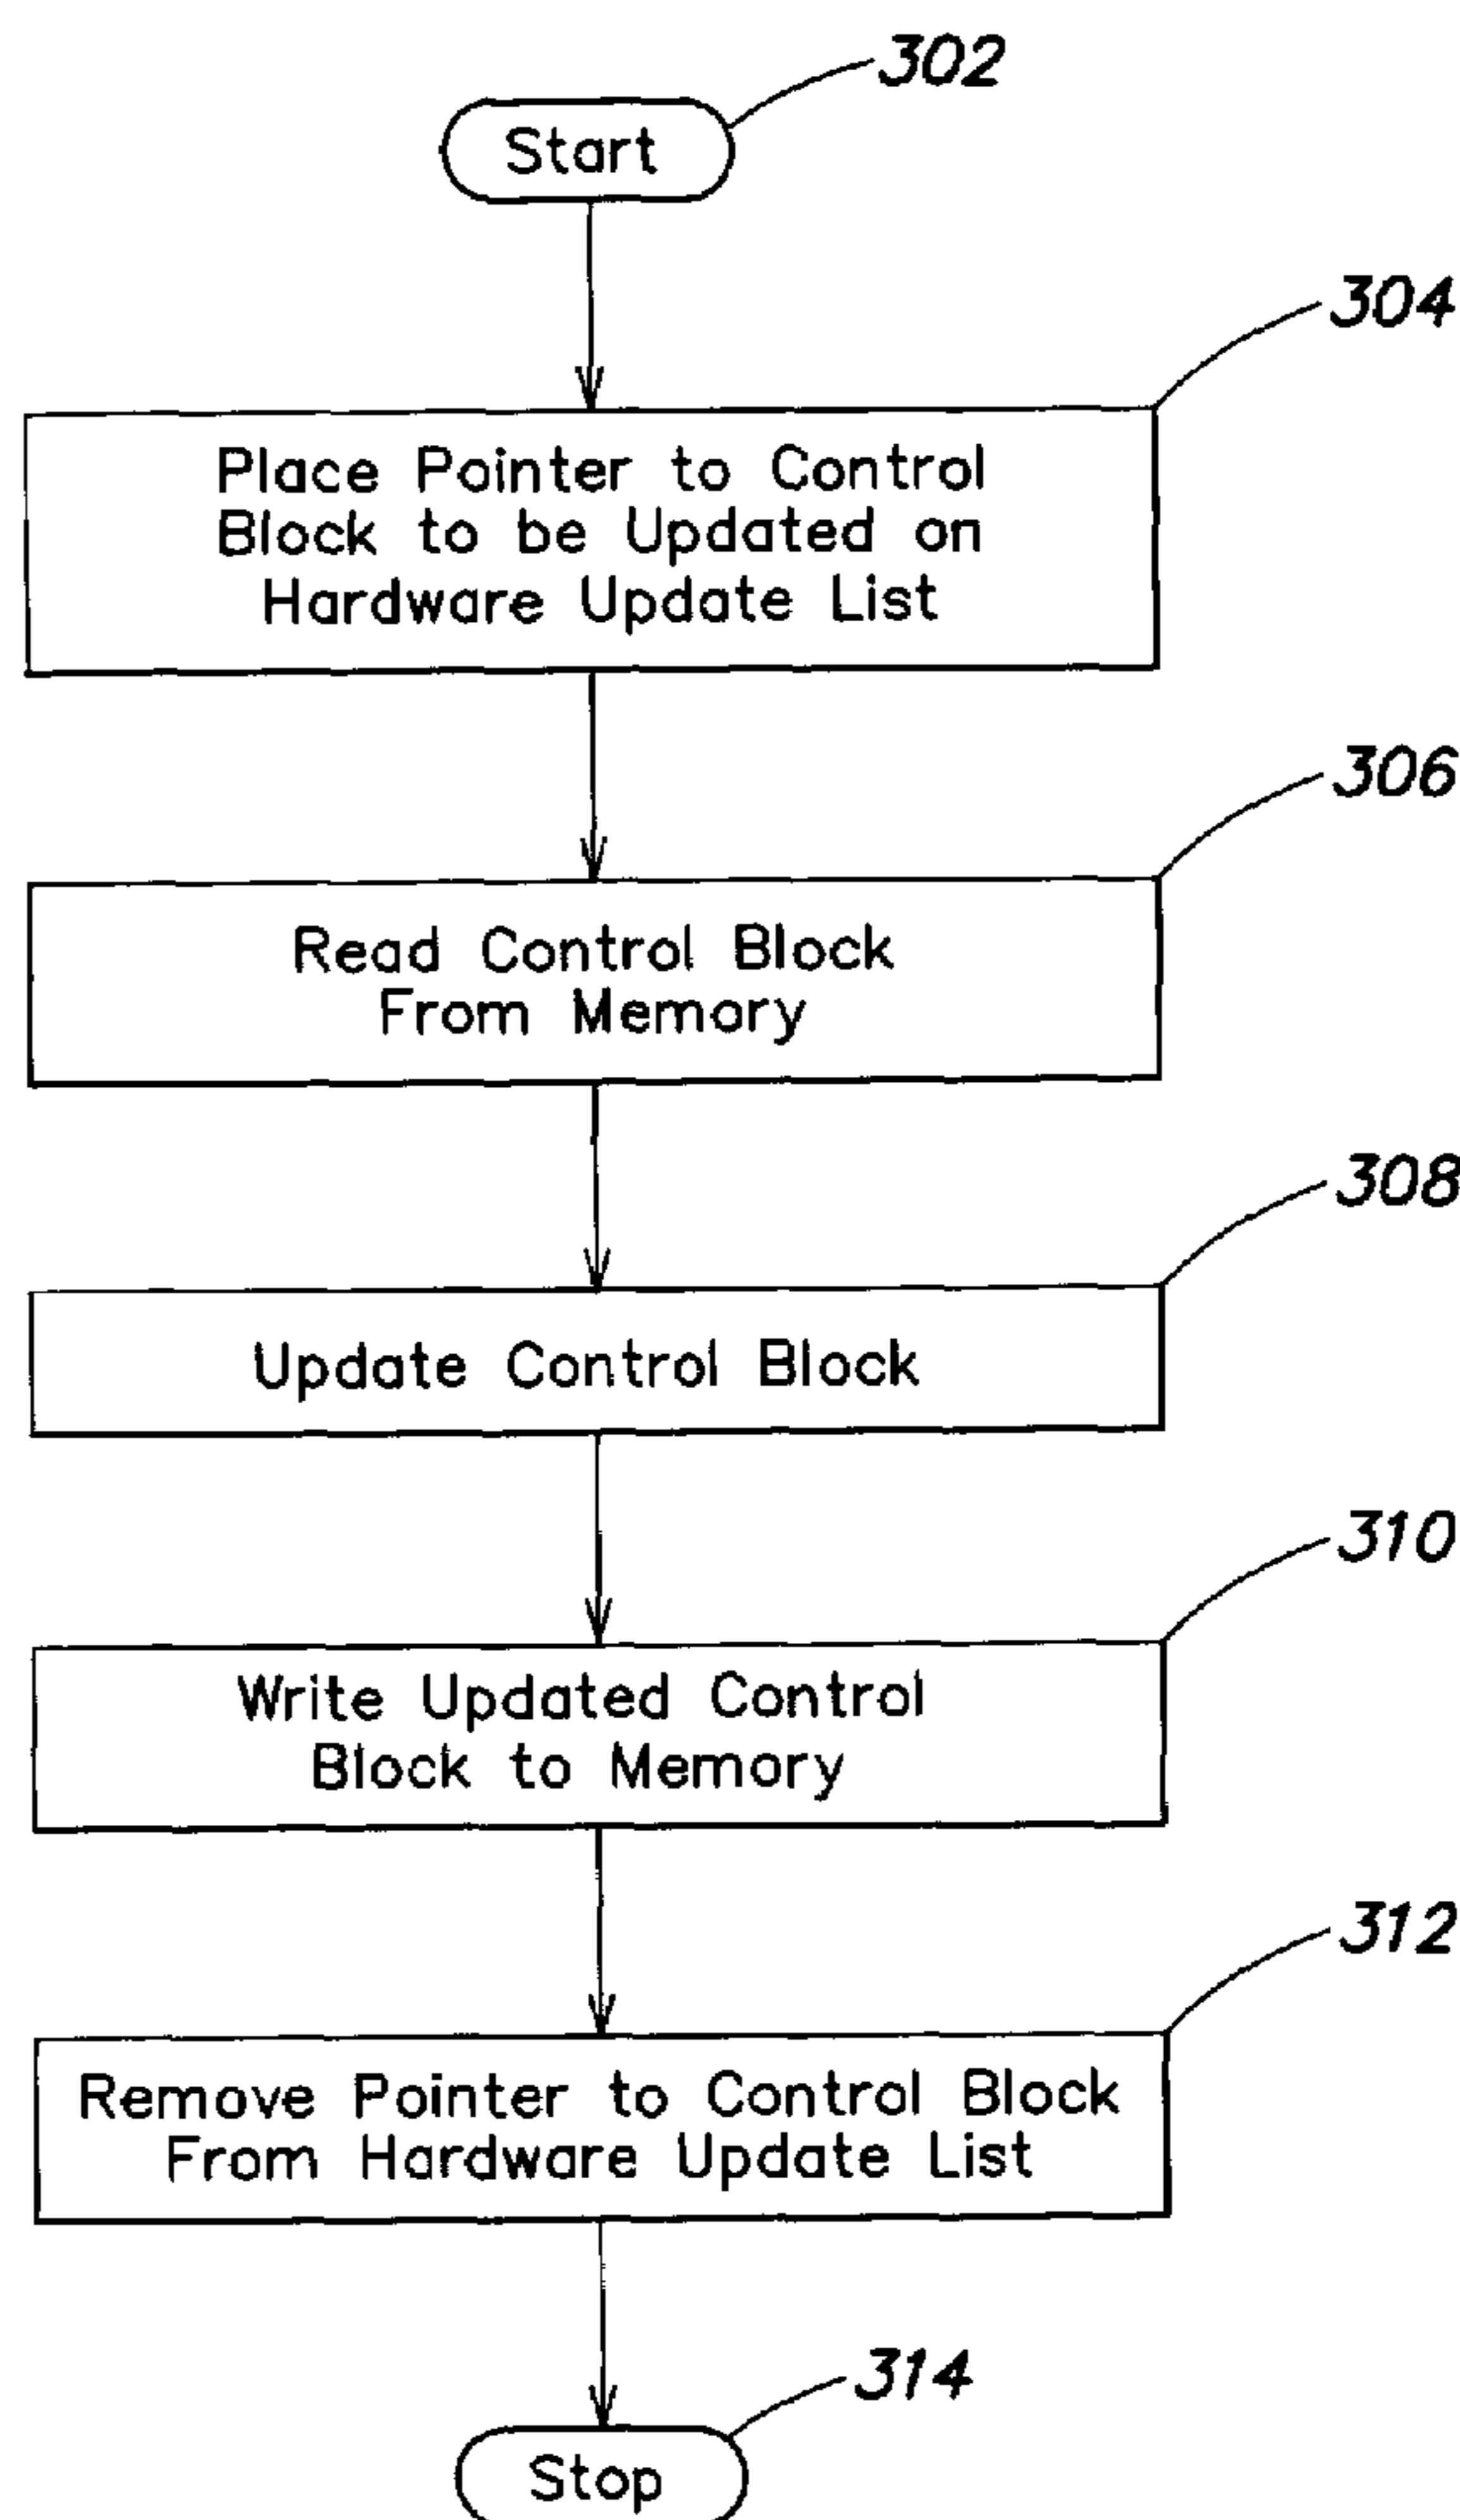 302
Start
304
Place Pointer to Control
Block to be Updated on
Hardware Update List
306
Read Control Block
From Memory
308
Update Control Block
310
Write Updated Control
Block to Memory
312
Remove Pointer to Control Block
From Hardware Update List
314
Stop